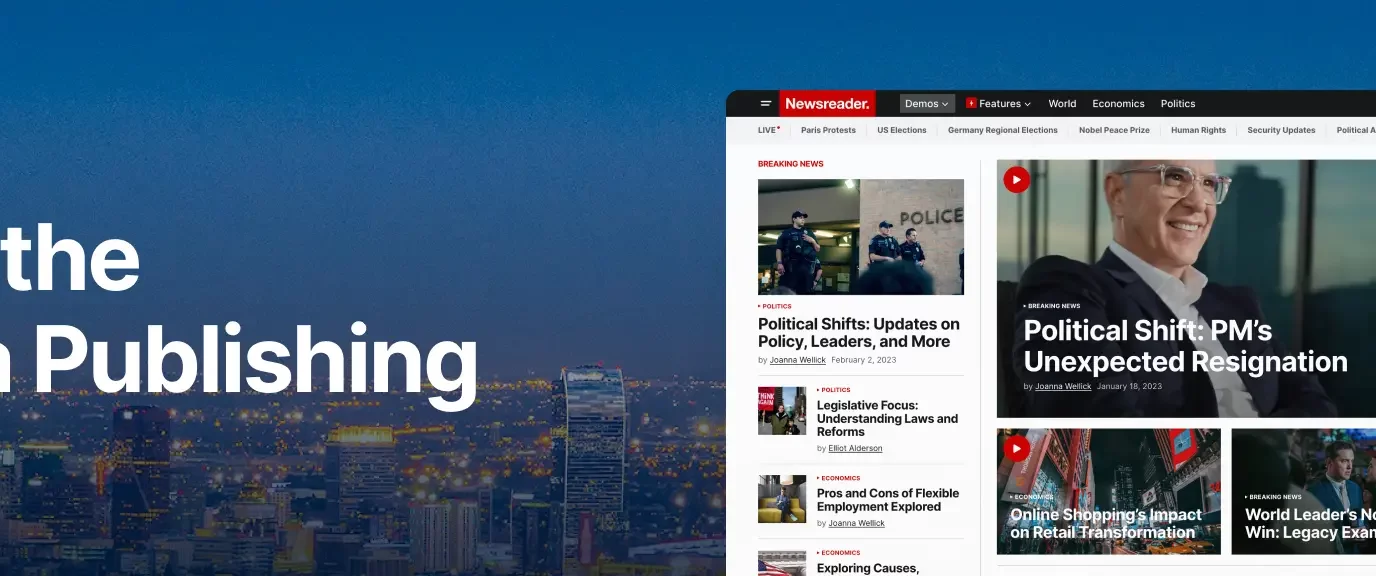 the
Publishing
Newsreader.
Demos
Features
World
Economics
Politics
LIVE
Paris Protests
US Elections
Germany Regional Elections
Nobel Peace Prize
Human Rights
Security Updates
Political A
BREAKING NEWS
POLICE
POLITICS
Political Shifts: Updates on
Policy, Leaders, and More
by Joanna Wellick February 2, 2023
THINK
AGAIN
POLITICS
Legislative Focus:
Understanding Laws and
Reforms
by Elliot Alderson
ECONOMICS
Pros and Cons of Flexible
Employment Explored
by Joanna Wellick
ECONOMICS
Exploring Causes,
BREAKING NEWS
Political Shift: PM’s
Unexpected Resignation
by Joanna Wellick January 18, 2023
ECONOMICS
Online Shopping’s Impact
on Retail Transformation
BREAKING NEWS
World Leader’s No
Win: Legacy Exam